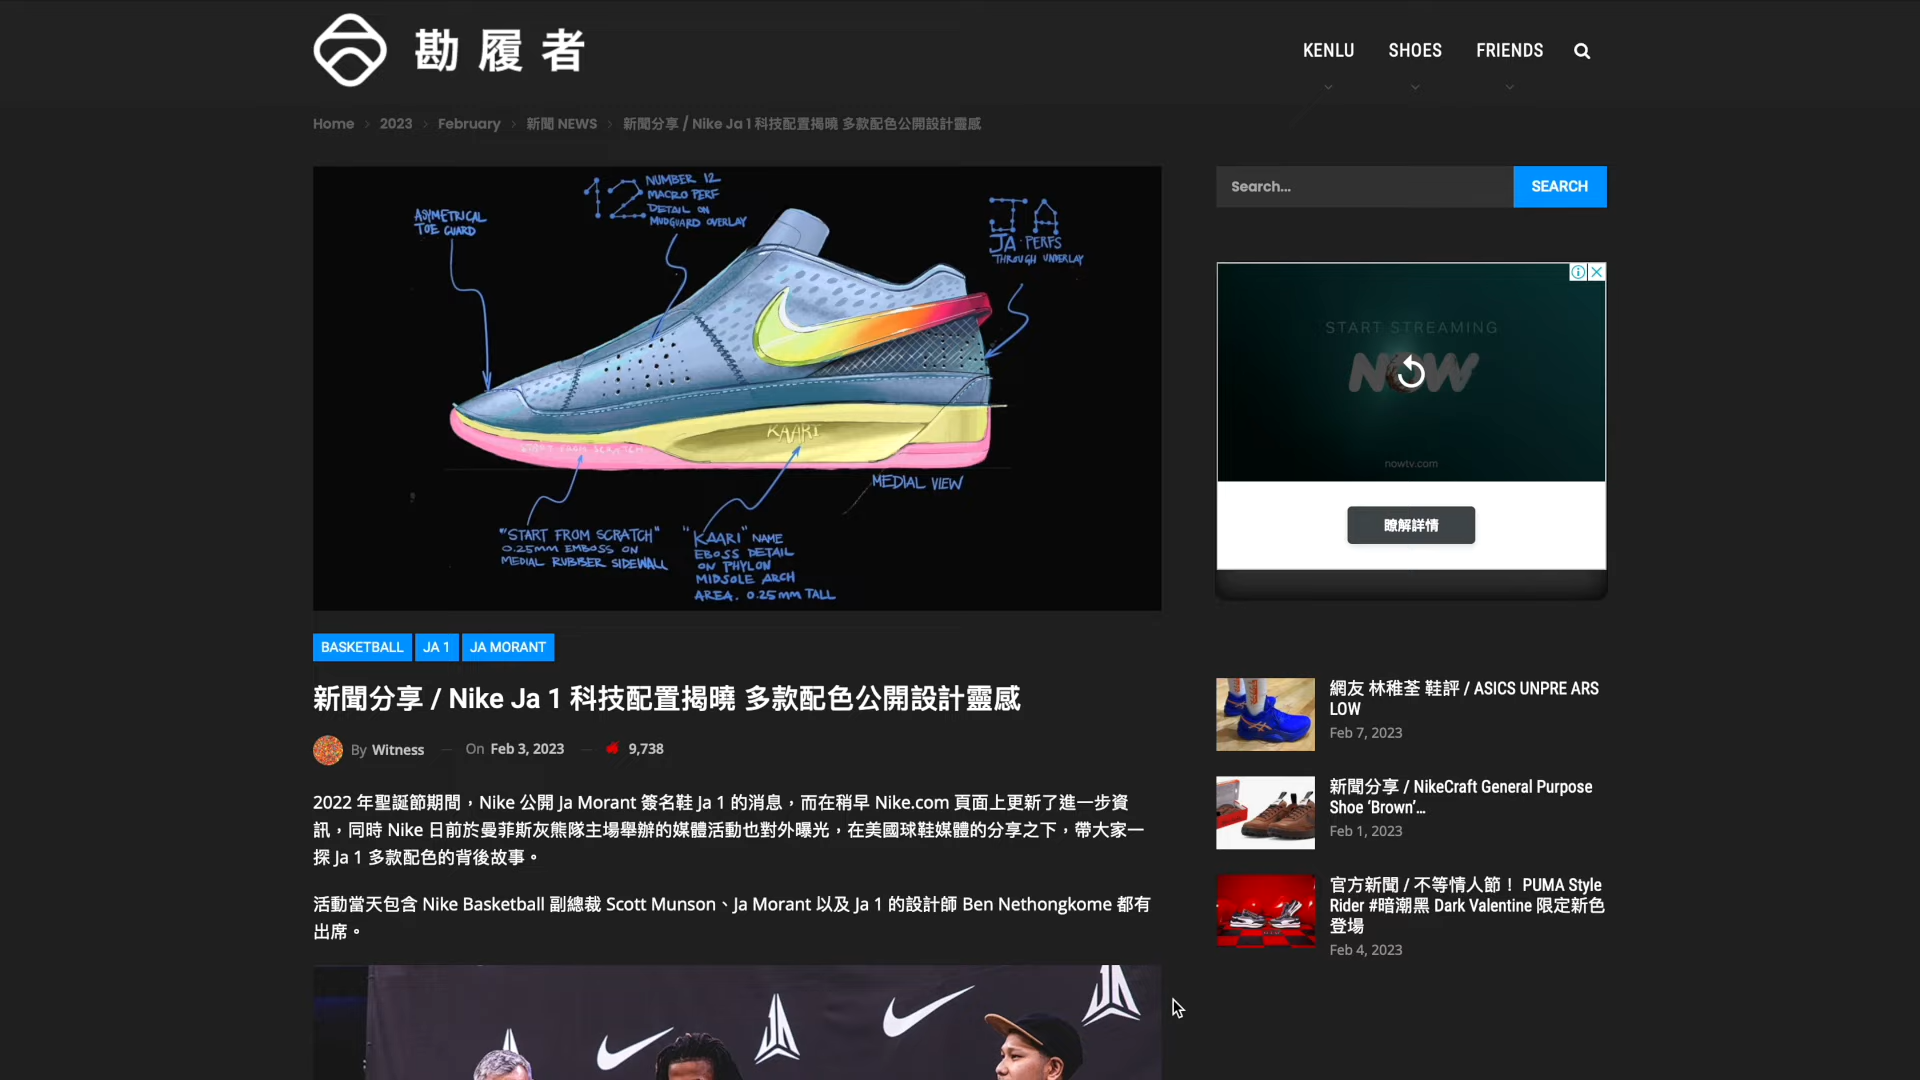 勘履者
KENLU
SHOES
FRIENDS
Home > 2023 > February > 新聞 NEWS > 新聞分享 / Nike Ja 1 科技配置揭曉 多款配色公開設計靈感
ASYMETRICAL
TOE GUARD
12
NUMBER 12
MACRO PERF
DETAIL ON
MUDGUARD OVERLAY
JA
JA PERFS
THROUGH UNDERLAY
KAARI
START FROM SCRATCH
MEDIAL VIEW
"START FROM SCRATCH"
0.25MM EMBOSS ON
MEDIAL RUBBER SIDEWALL
"KAARI" NAME
EBOSS DETAIL
ON PHYLON
MIDSOLE ARCH
AREA. 0.25MM TALL
Search...
SEARCH
START STREAMING
NOW
nowtv.com
瞭解詳情
BASKETBALL
JA 1
JA MORANT
新聞分享 / Nike Ja 1 科技配置揭曉 多款配色公開設計靈感
By Witness — On Feb 3, 2023 — 9,738
2022 年聖誕節期間，Nike 公開 Ja Morant 簽名鞋 Ja 1 的消息，而在稍早 Nike.com 頁面上更新了進一步資
訊，同時 Nike 日前於曼菲斯灰熊隊主場舉辦的媒體活動也對外曝光，在美國球鞋媒體的分享之下，帶大家一
探 Ja 1 多款配色的背後故事。
活動當天包含 Nike Basketball 副總裁 Scott Munson、Ja Morant 以及 Ja 1 的設計師 Ben Nethongkome 都有
出席。
網友 林稚荃 鞋評 / ASICS UNPRE ARS
LOW
Feb 7, 2023
新聞分享 / NikeCraft General Purpose
Shoe ‘Brown’...
Feb 1, 2023
官方新聞 / 不等情人節！ PUMA Style
Rider #暗潮黑 Dark Valentine 限定新色
登場
Feb 4, 2023